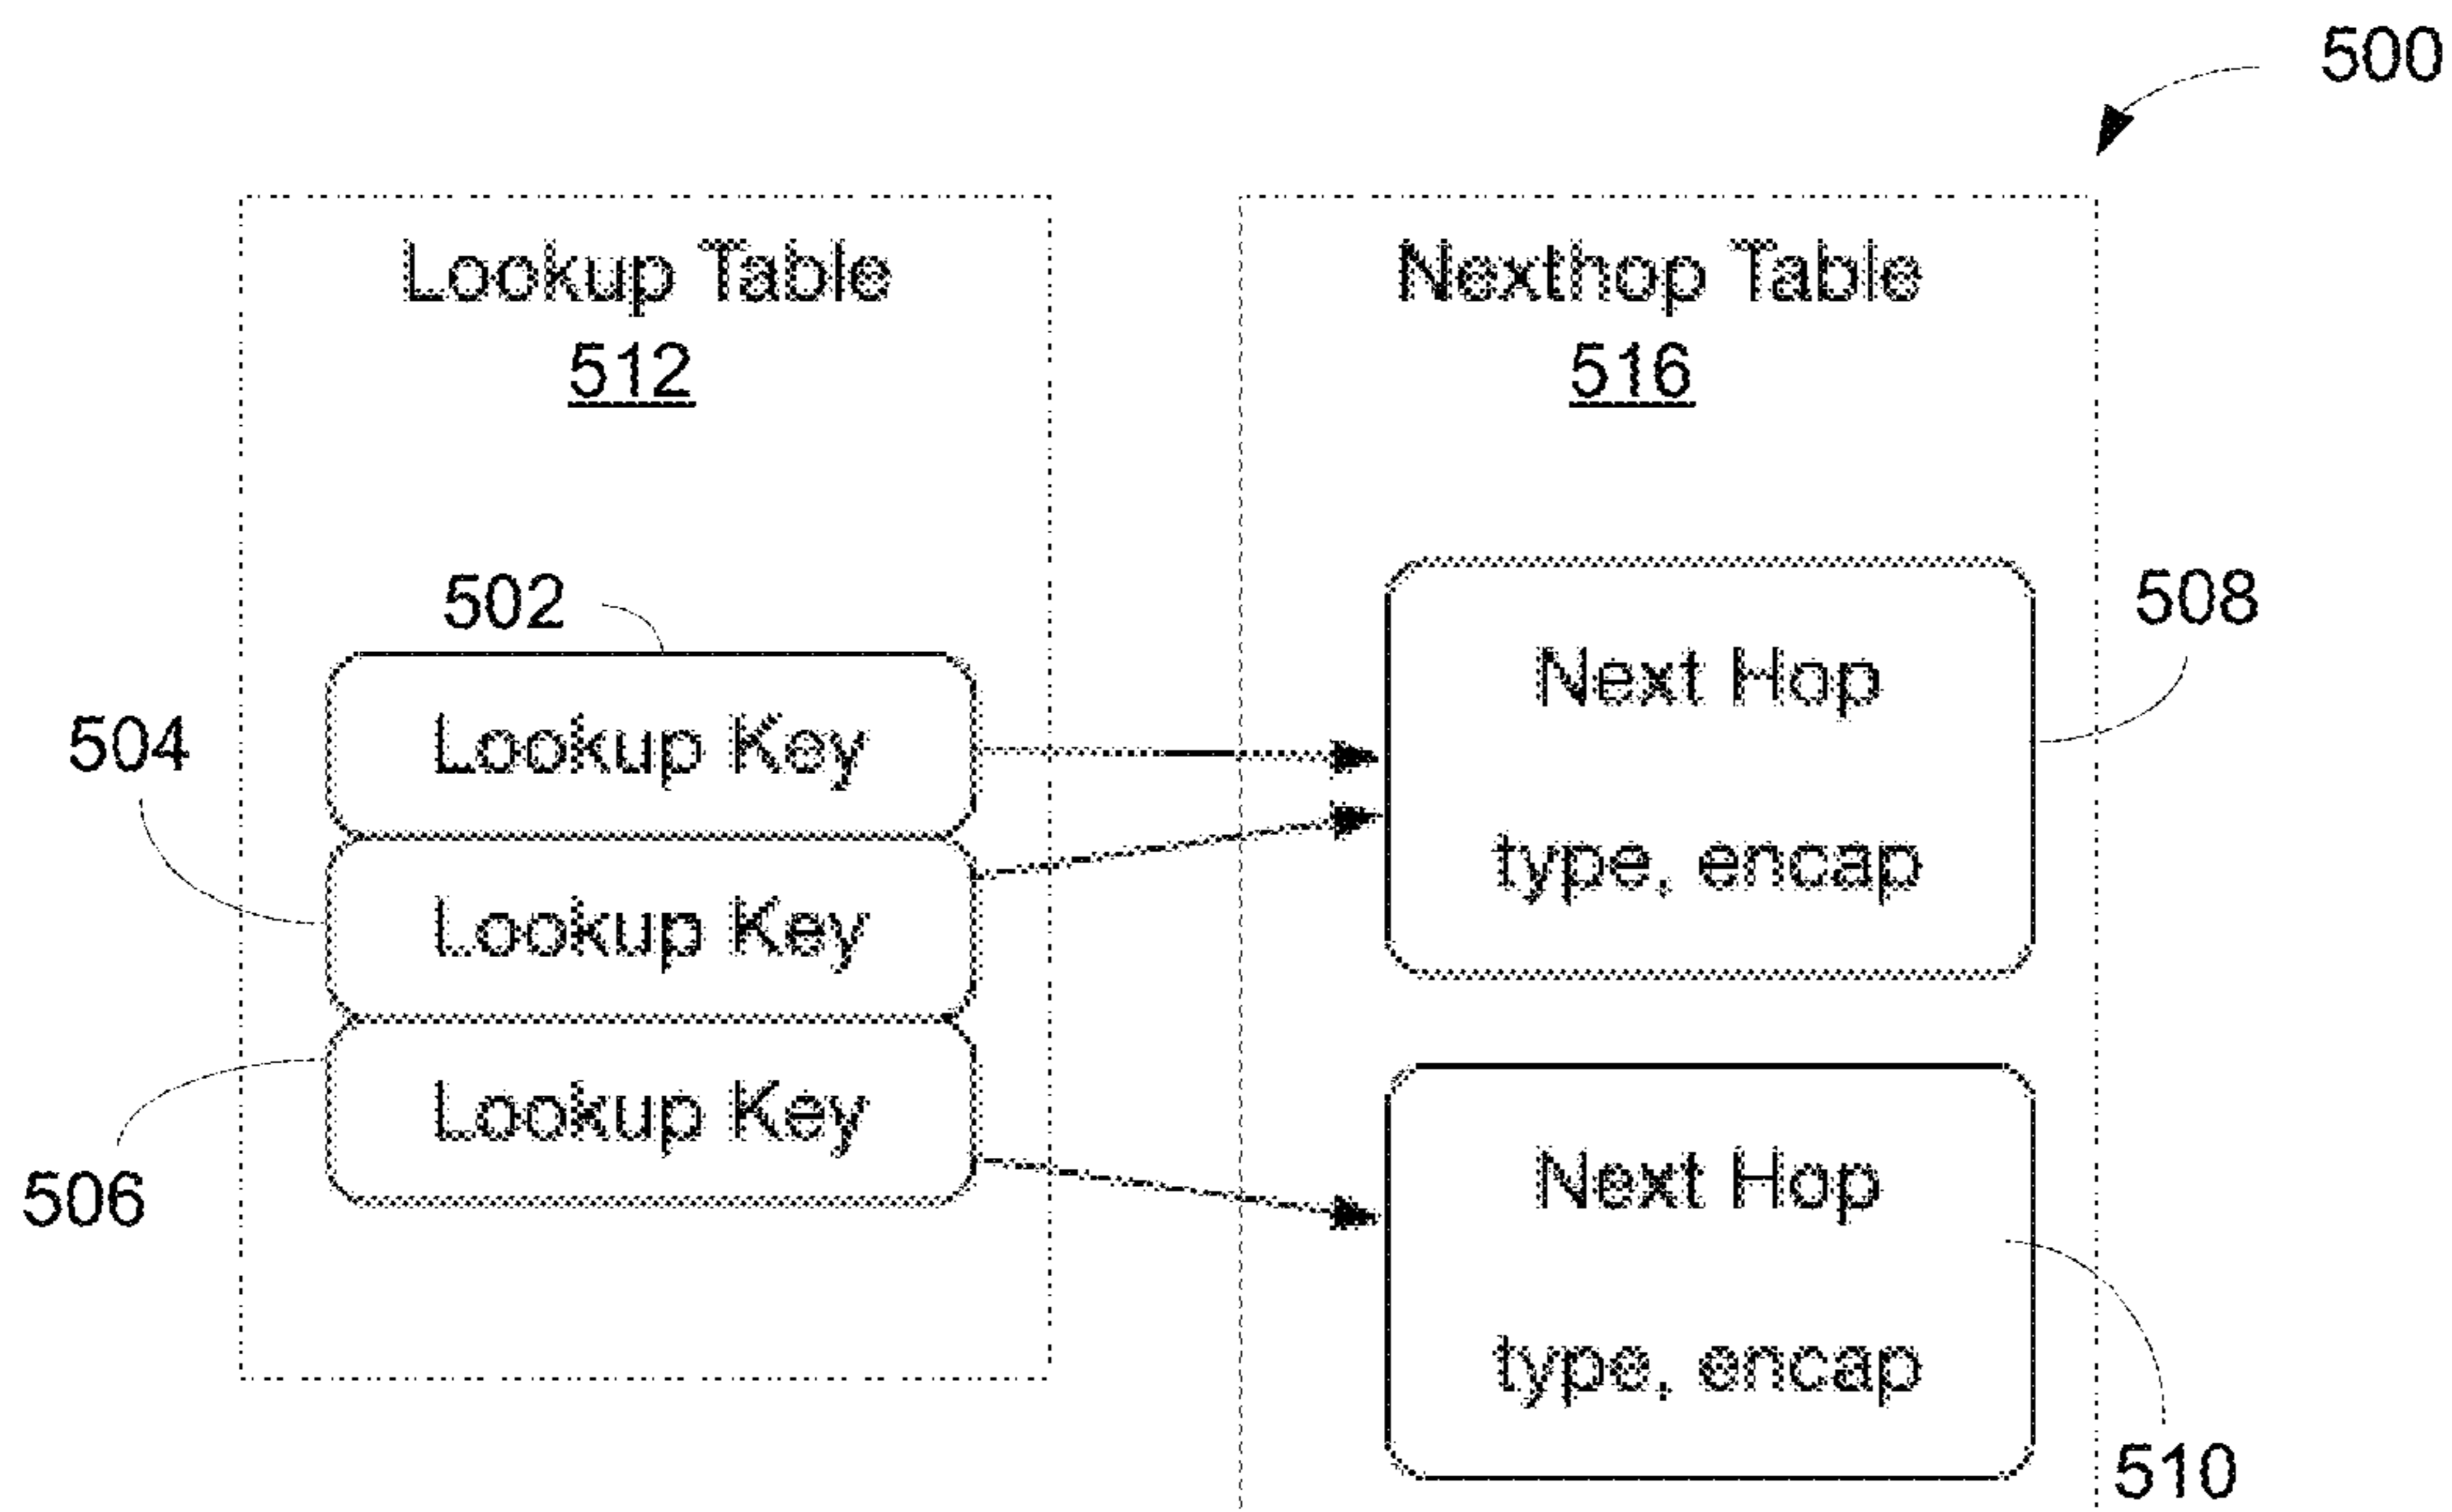 500
Lookup Table
512
Nexthop Table
516
502
Lookup Key
504
Lookup Key
506
Lookup Key
Next Hop
type, encap
508
Next Hop
type, encap
510